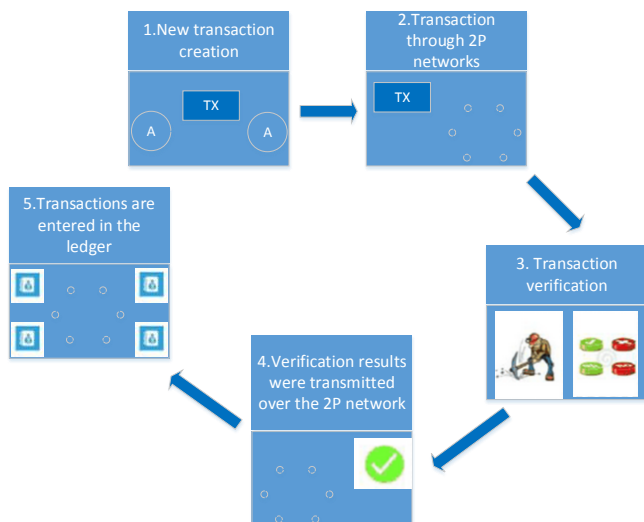 1.New transaction
creation
TX
A
A
2.Transaction
through 2P
networks
TX
3. Transaction
verification
4.Verification results
were transmitted
over the 2P network
5.Transactions are
entered in the
ledger